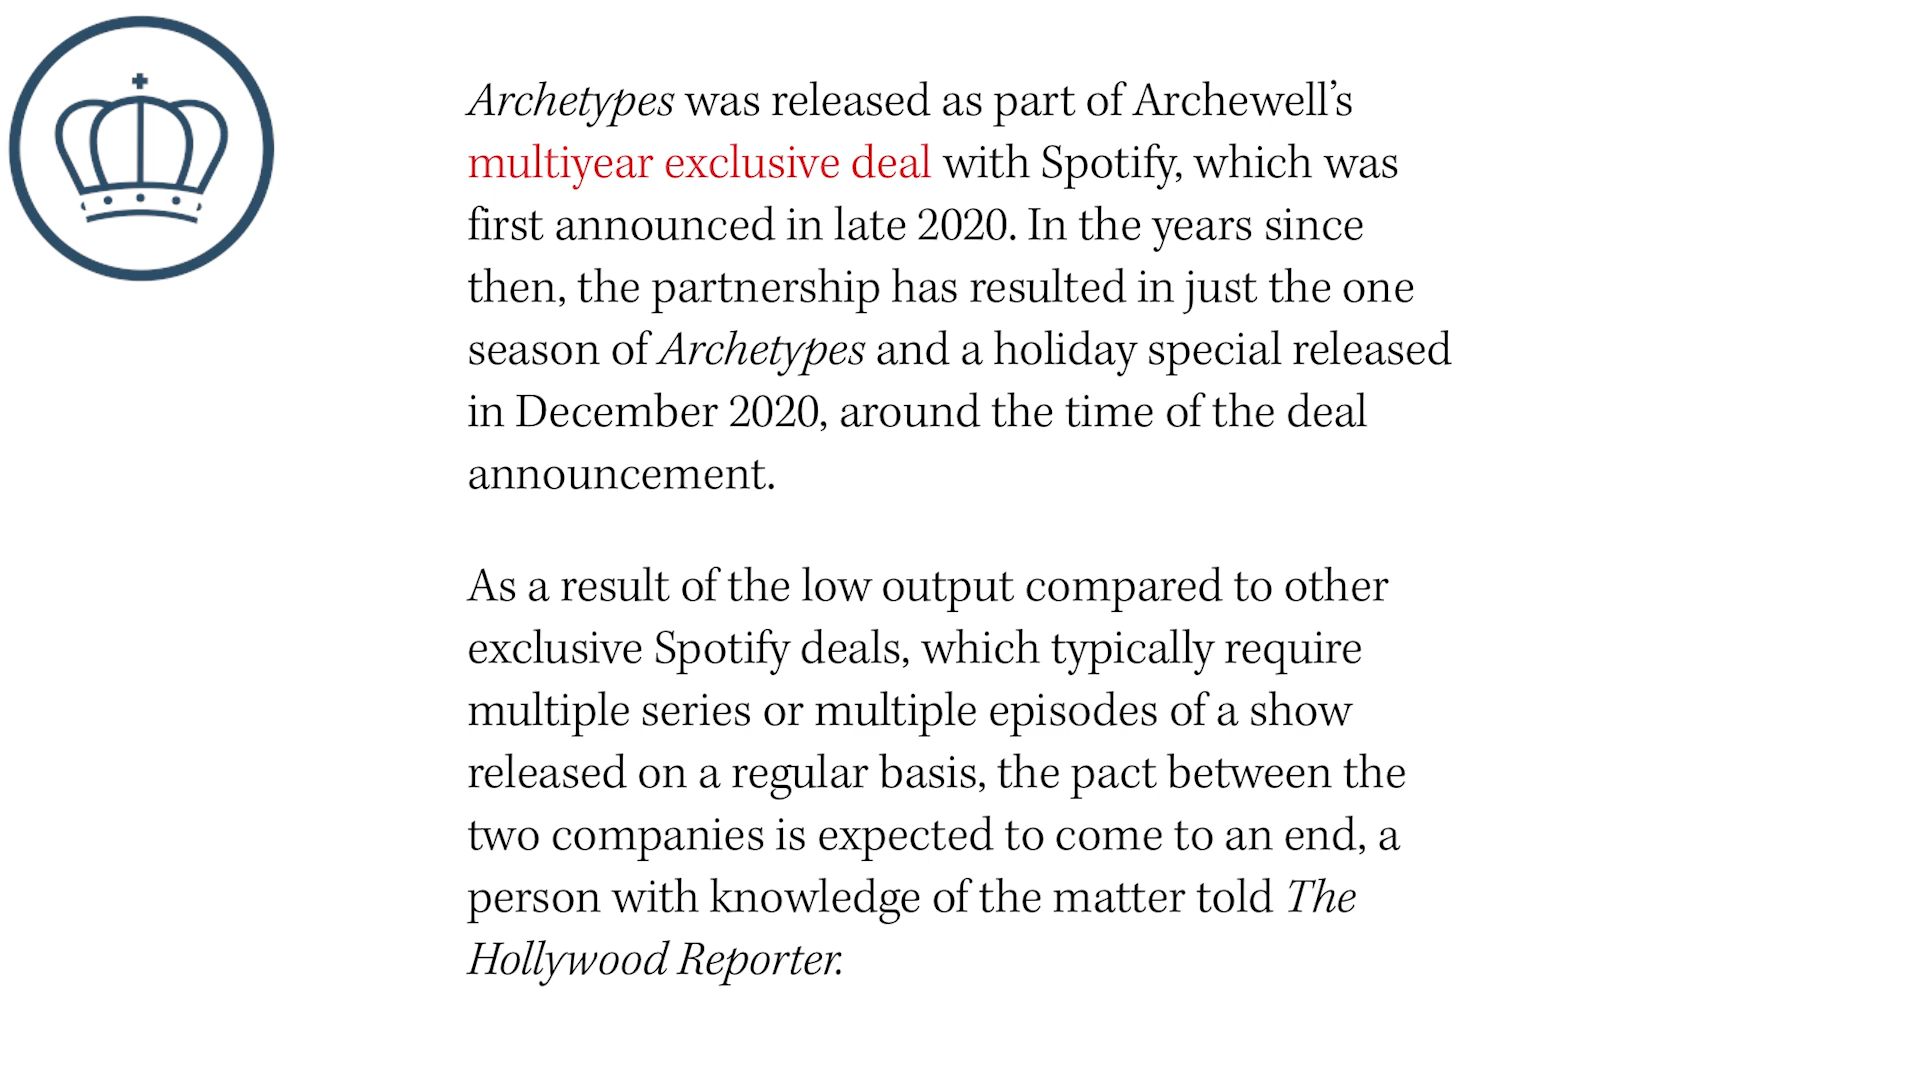 Archetypes was released as part of Archewell’s
multiyear exclusive deal with Spotify, which was
first announced in late 2020. In the years since
then, the partnership has resulted in just the one
season of Archetypes and a holiday special released
in December 2020, around the time of the deal
announcement.
As a result of the low output compared to other
exclusive Spotify deals, which typically require
multiple series or multiple episodes of a show
released on a regular basis, the pact between the
two companies is expected to come to an end, a
person with knowledge of the matter told The
Hollywood Reporter.